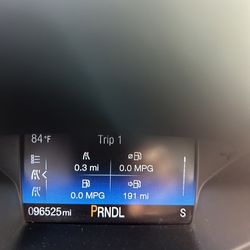 84°F Trip 1
0.3 mi 0.0 MPG
0.0 MPG 191 mi
096525mi PRNDL S